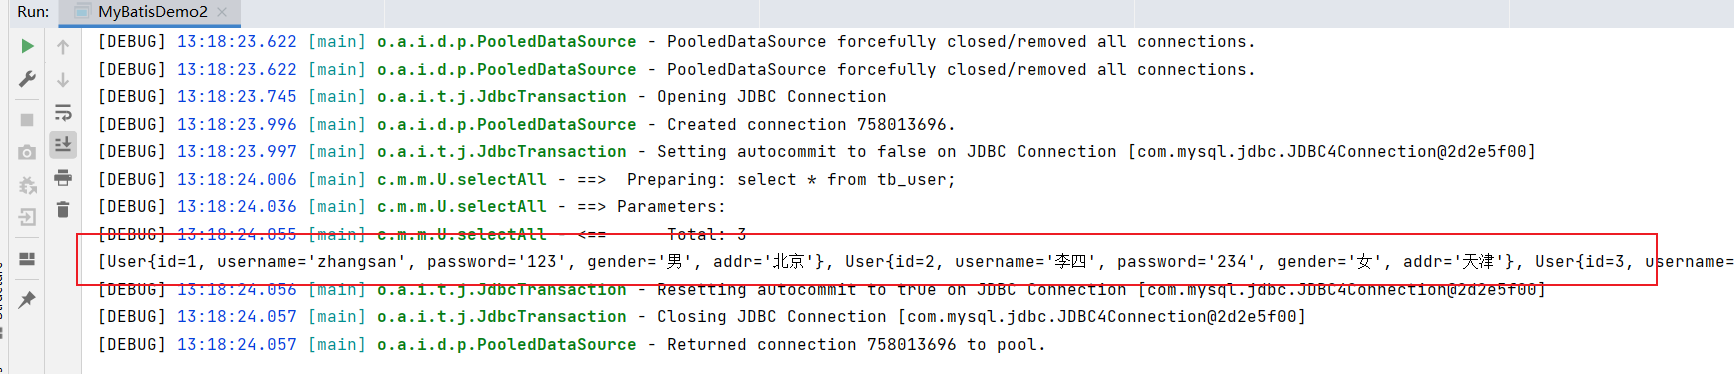 Run: MyBatisDemo2
[DEBUG] 13:18:23.622 [main] o.a.i.d.p.PooledDataSource - PooledDataSource forcefully closed/removed all connections.
[DEBUG] 13:18:23.622 [main] o.a.i.d.p.PooledDataSource - PooledDataSource forcefully closed/removed all connections.
[DEBUG] 13:18:23.745 [main] o.a.i.t.j.JdbcTransaction - Opening JDBC Connection
[DEBUG] 13:18:23.996 [main] o.a.i.d.p.PooledDataSource - Created connection 758013696.
[DEBUG] 13:18:23.997 [main] o.a.i.t.j.JdbcTransaction - Setting autocommit to false on JDBC Connection [com.mysql.jdbc.JDBC4Connection@2d2e5f00]
[DEBUG] 13:18:24.006 [main] c.m.m.U.selectAll - ==>  Preparing: select * from tb_user;
[DEBUG] 13:18:24.036 [main] c.m.m.U.selectAll - ==> Parameters:
[DEBUG] 13:18:24.055 [main] c.m.m.U.selectAll - <==      Total: 3
[User{id=1, username='zhangsan', password='123', gender='男', addr='北京'}, User{id=2, username='李四', password='234', gender='女', addr='天津'}, User{id=3, username=
[DEBUG] 13:18:24.056 [main] o.a.i.t.j.JdbcTransaction - Resetting autocommit to true on JDBC Connection [com.mysql.jdbc.JDBC4Connection@2d2e5f00]
[DEBUG] 13:18:24.057 [main] o.a.i.t.j.JdbcTransaction - Closing JDBC Connection [com.mysql.jdbc.JDBC4Connection@2d2e5f00]
[DEBUG] 13:18:24.057 [main] o.a.i.d.p.PooledDataSource - Returned connection 758013696 to pool.